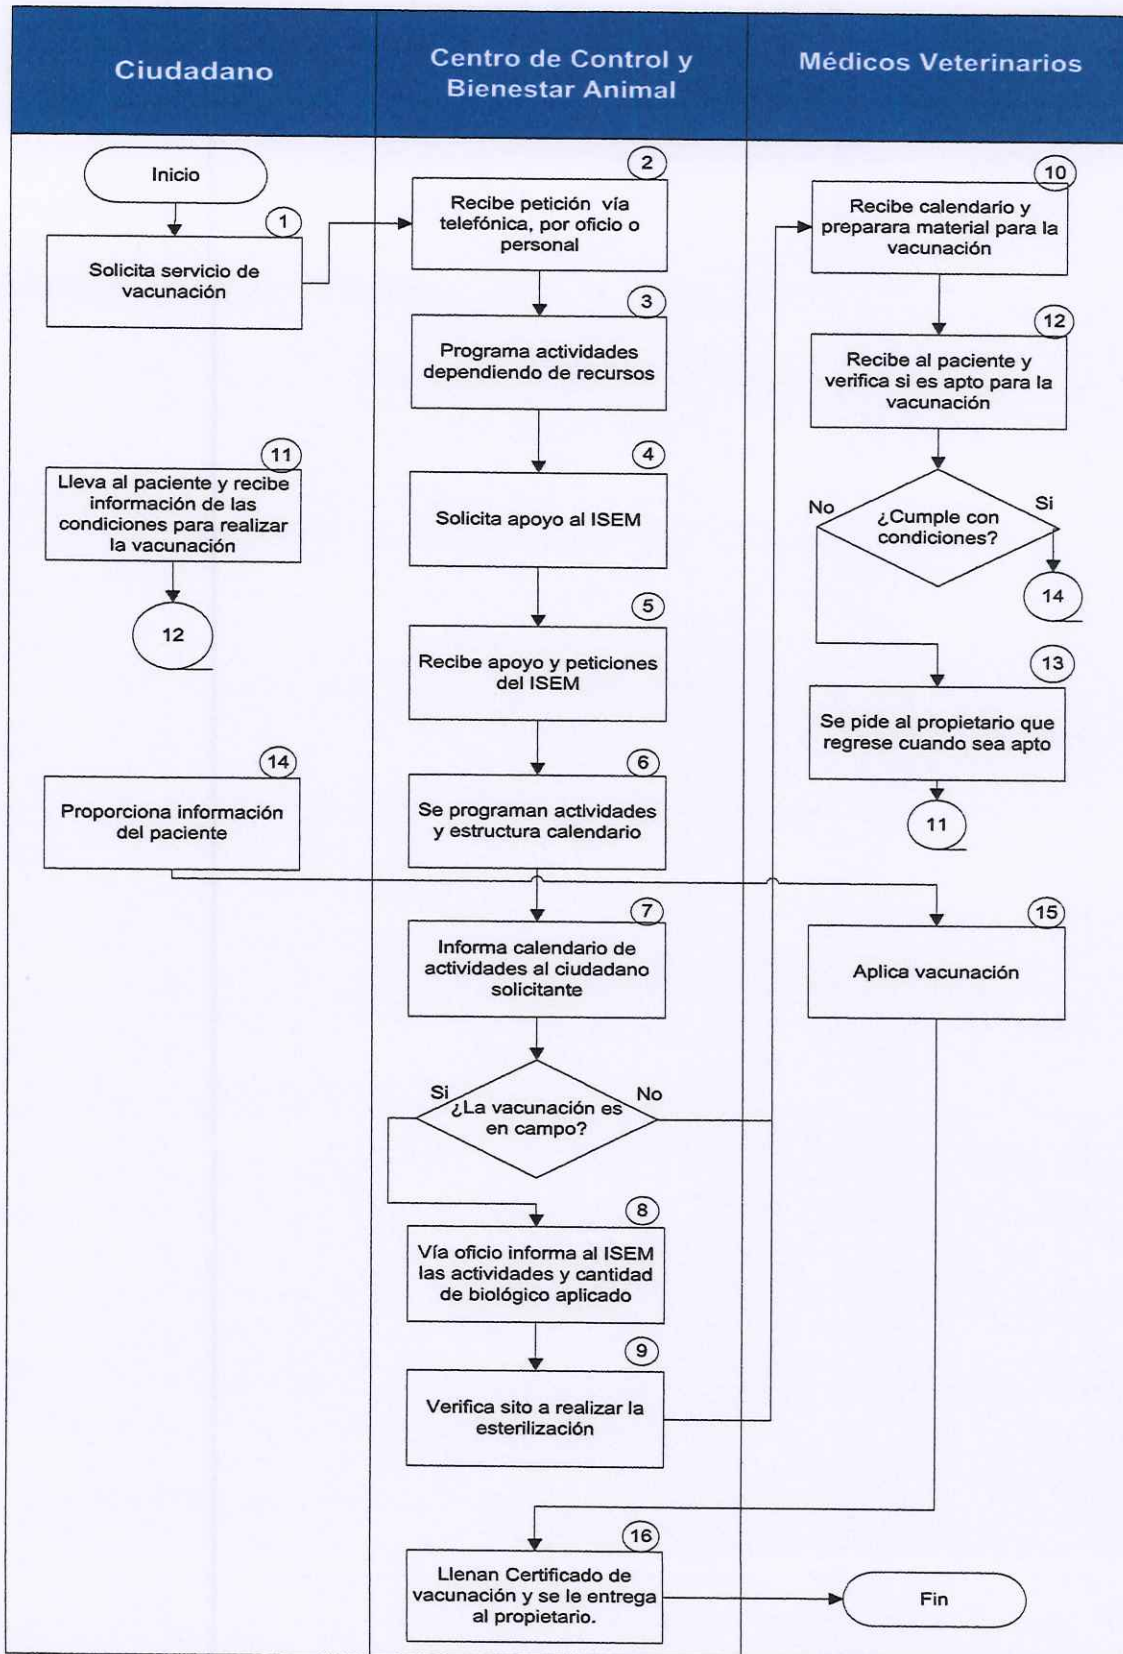 Ciudadano
Centro de Control y
Bienestar Animal
Médicos Veterinarios
Inicio
1
Solicita servicio de
vacunación
2
Recibe petición vía
telefónica, por oficio o
personal
3
Programa actividades
dependiendo de recursos
4
Solicita apoyo al ISEM
5
Recibe apoyo y peticiones
del ISEM
6
Se programan actividades
y estructura calendario
7
Informa calendario de
actividades al ciudadano
solicitante
Si
¿La vacunación es
en campo?
No
8
Vía oficio informa al ISEM
las actividades y cantidad
de biológico aplicado
9
Verifica sito a realizar la
esterilización
10
Recibe calendario y
preparara material para la
vacunación
11
Lleva al paciente y recibe
información de las
condiciones para realizar
la vacunación
12
12
Recibe al paciente y
verifica si es apto para la
vacunación
No
¿Cumple con
condiciones?
Si
14
13
Se pide al propietario que
regrese cuando sea apto
11
14
Proporciona información
del paciente
15
Aplica vacunación
16
Llenan Certificado de
vacunación y se le entrega
al propietario.
Fin